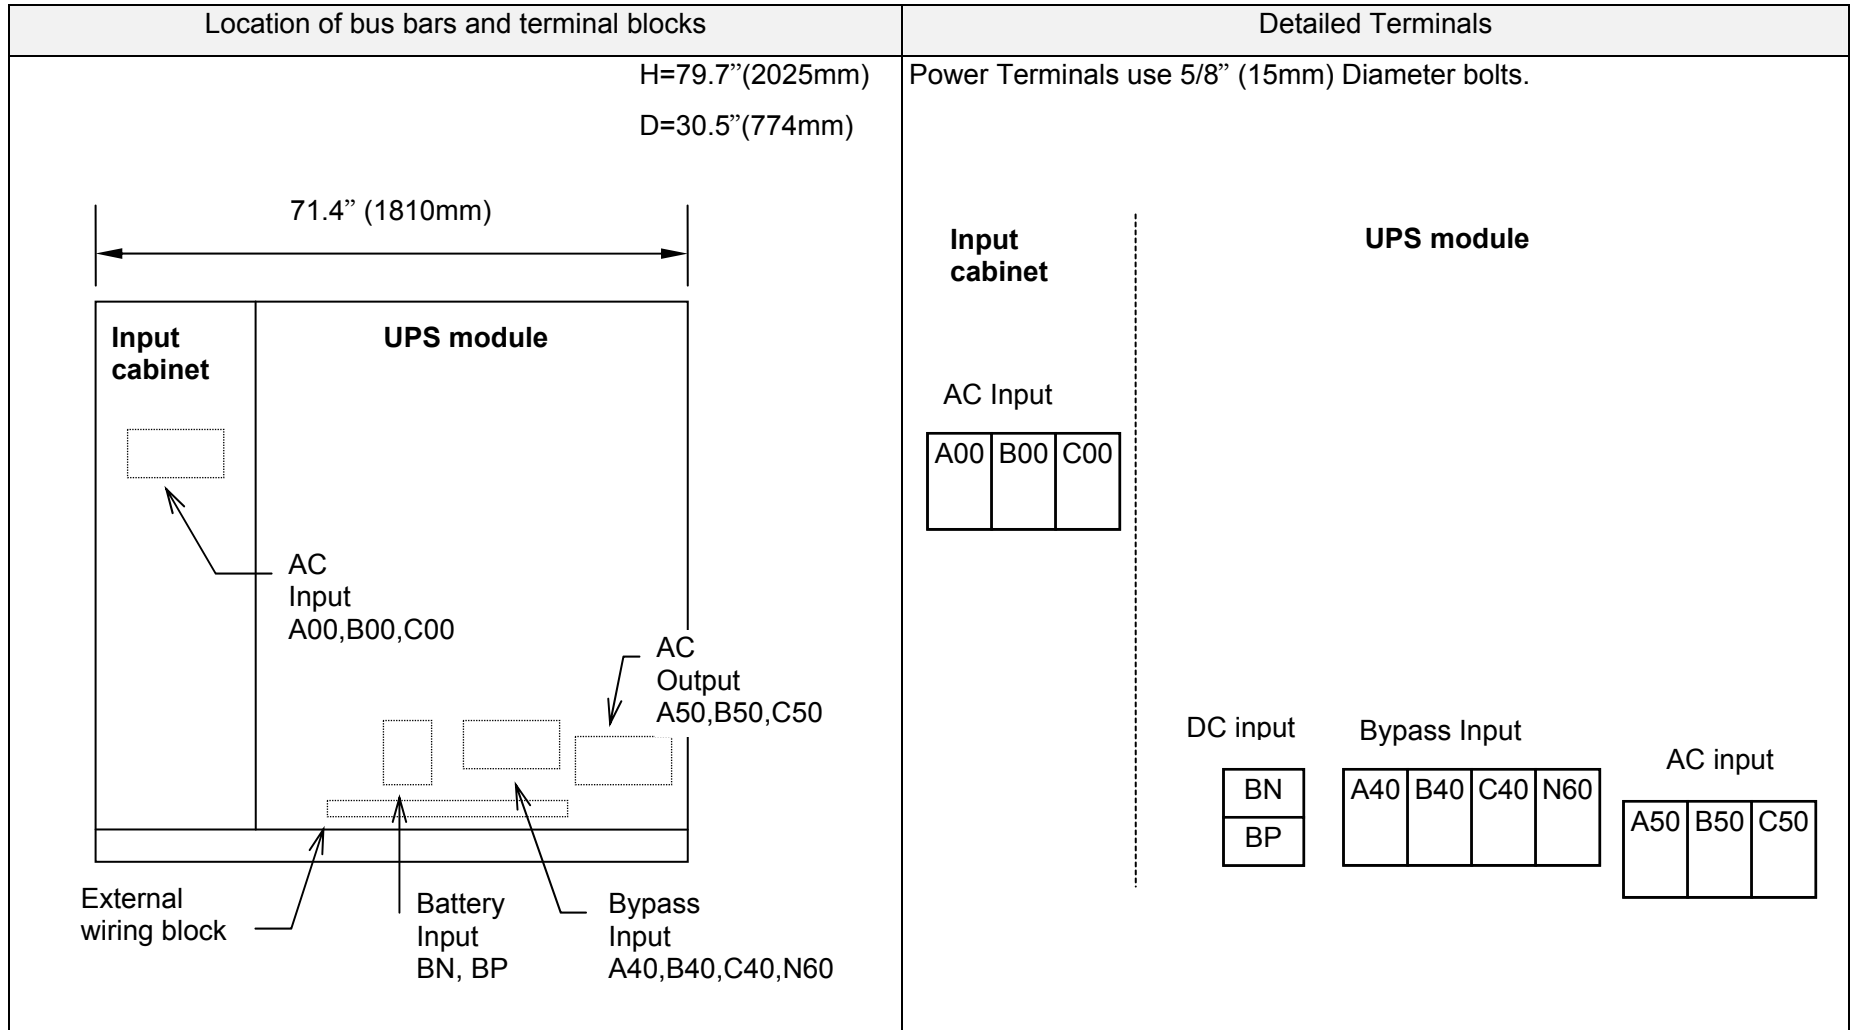 Location of bus bars and terminal blocks
Detailed Terminals
H=79.7”(2025mm)
D=30.5”(774mm)
71.4” (1810mm)
Input
cabinet
UPS module
AC
Input
A00,B00,C00
AC
Output
A50,B50,C50
External
wiring block
Battery
Input
BN, BP
Bypass
Input
A40,B40,C40,N60
Power Terminals use 5/8” (15mm) Diameter bolts.
Input
cabinet
UPS module
AC Input
A00 B00 C00
DC input
BN
BP
Bypass Input
A40 B40 C40 N60
AC input
A50 B50 C50